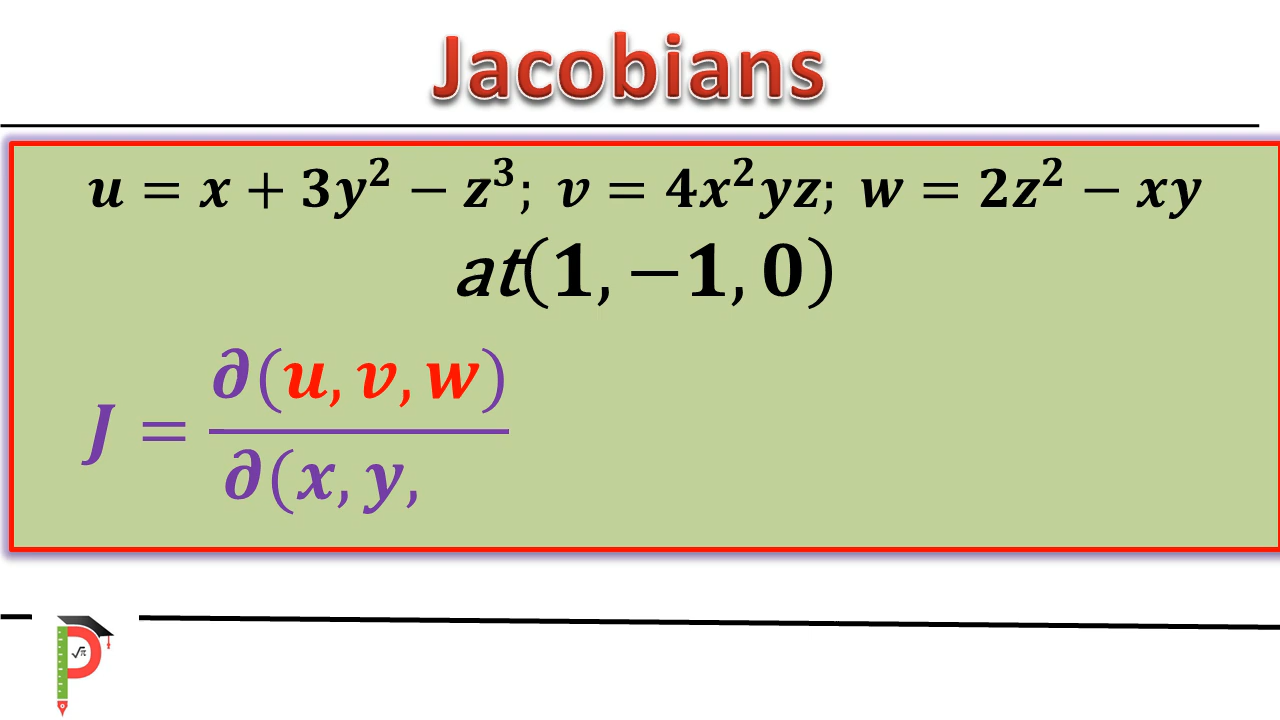 Jacobians
u = x + 3y² − z³; v = 4x²yz; w = 2z² − xy
at(1, −1, 0)
J = ∂(u, v, w)
∂(x, y,
√π